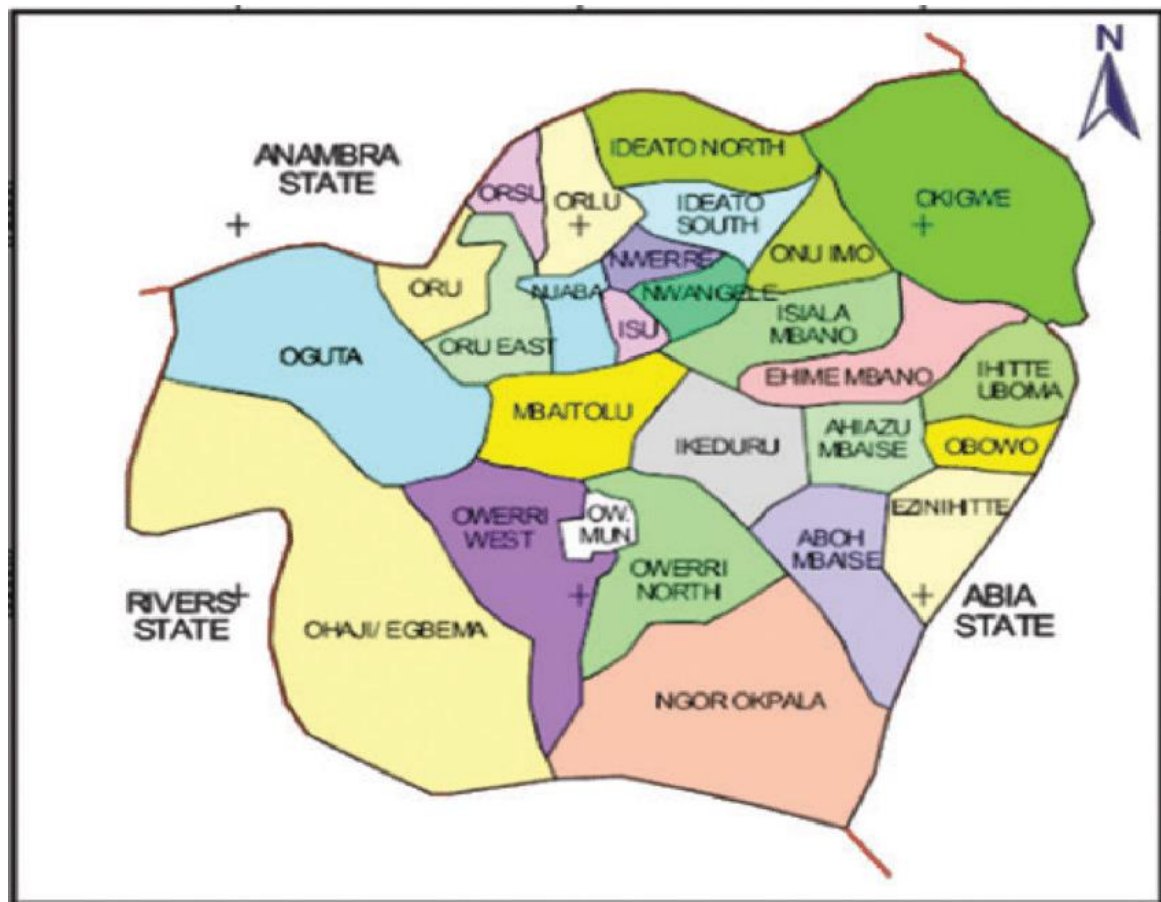 N
ANAMBRA
STATE
IDEATO NORTH
ORSU
ORLU
IDEATO
SOUTH
OKIGWE
NWERRE
ONU IMO
ORU
NJABA
NWANGELE
ISU
ISIALA
MBANO
ORU EAST
OGUTA
EHIME MBANO
IHITTE
UBOMA
MBAITOLU
IKEDURU
AHIAZU
MBAISE
OBOWO
EZINIHITTE
OWERRI
WEST
OW.
MUN.
ABOH
MBAISE
OWERRI
NORTH
RIVERS
STATE
ABIA
STATE
OHAJI/ EGBEMA
NGOR OKPALA